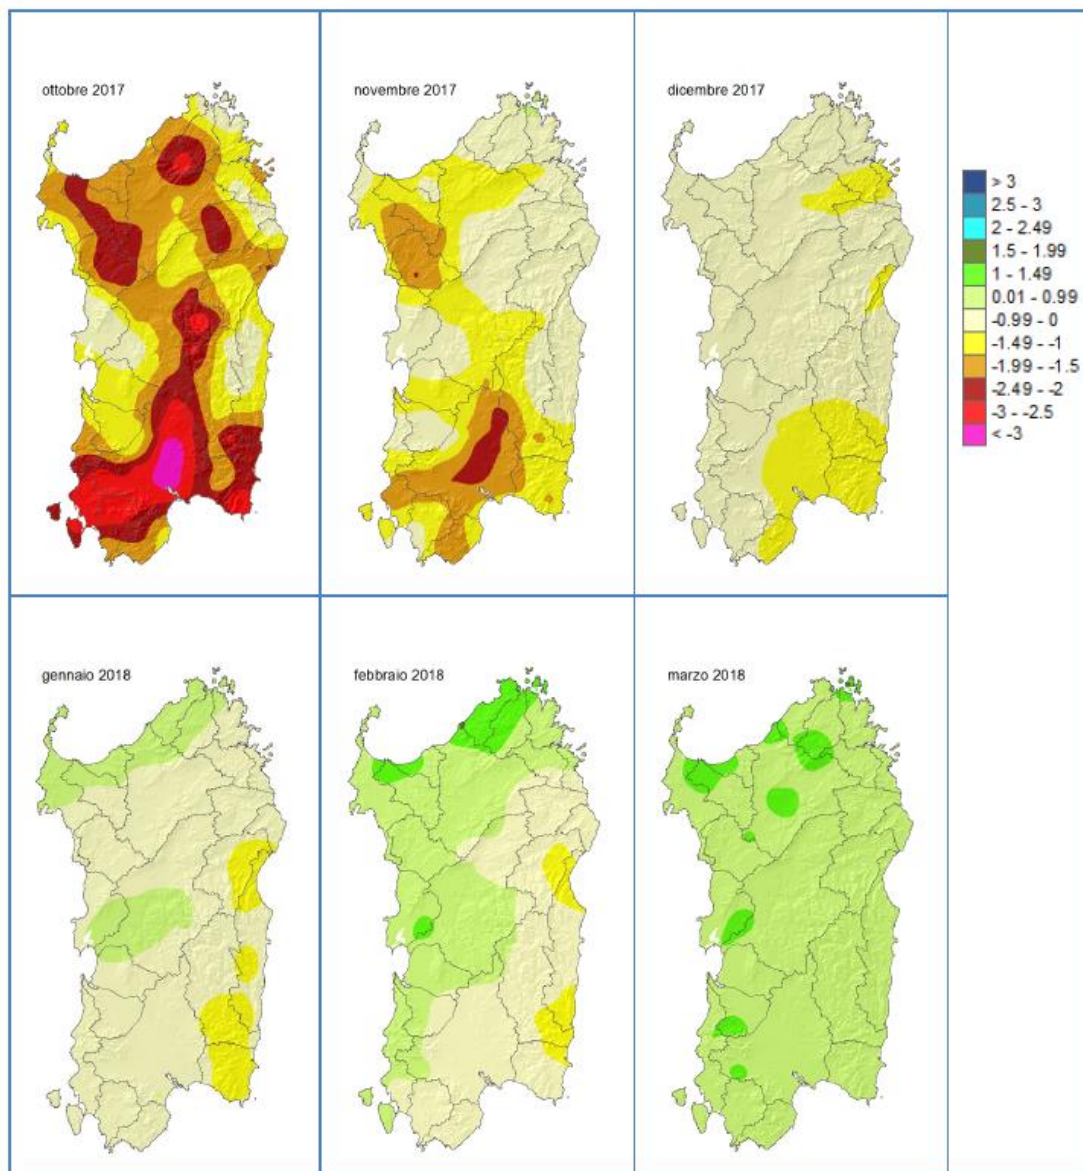 ottobre 2017
novembre 2017
dicembre 2017
> 3
2.5 - 3
2 - 2.49
1.5 - 1.99
1 - 1.49
0.01 - 0.99
-0.99 - 0
-1.49 - -1
-1.99 - -1.5
-2.49 - -2
-3 - -2.5
< -3
gennaio 2018
febbraio 2018
marzo 2018